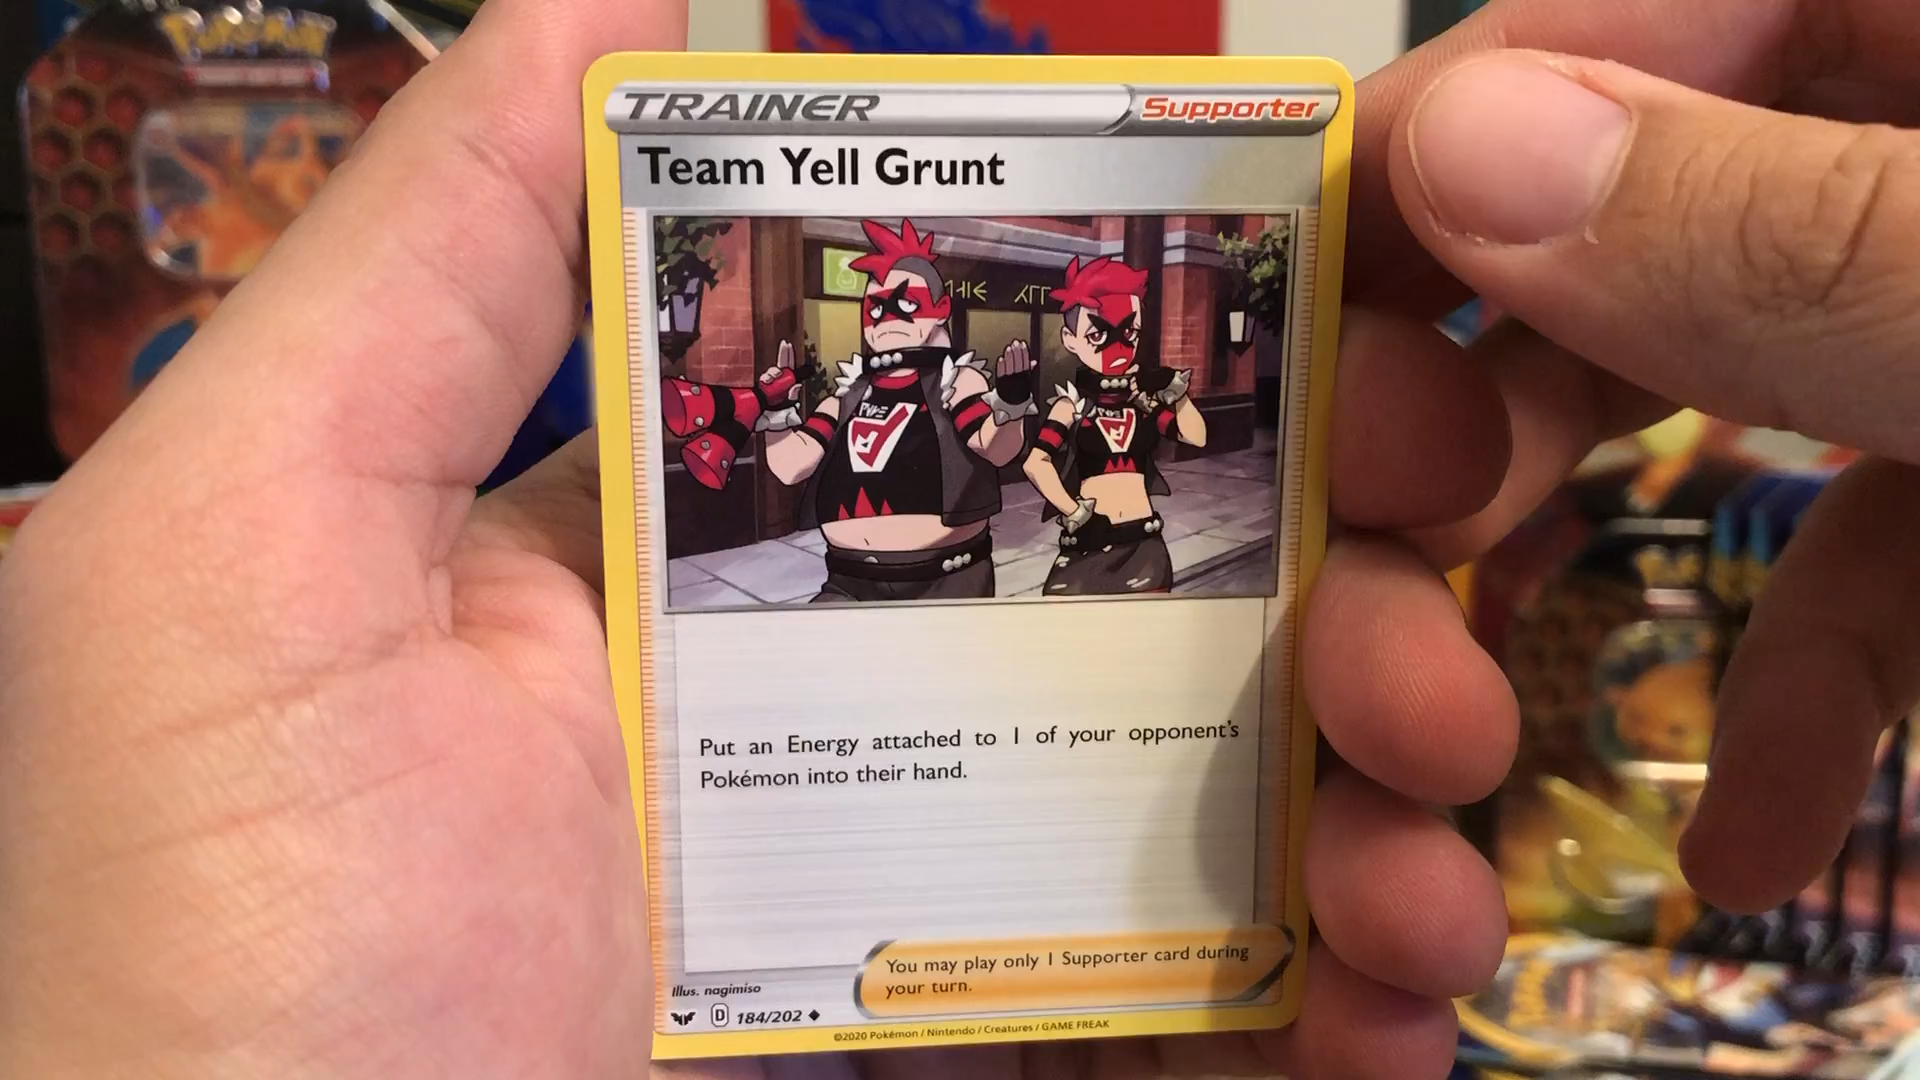 Pokémon
TRAINER
Supporter
Team Yell Grunt
Put an Energy attached to 1 of your opponent's
Pokémon into their hand.
You may play only 1 Supporter card during
your turn.
Illus. nagimiso
D 184/202
©2020 Pokémon / Nintendo / Creatures / GAME FREAK